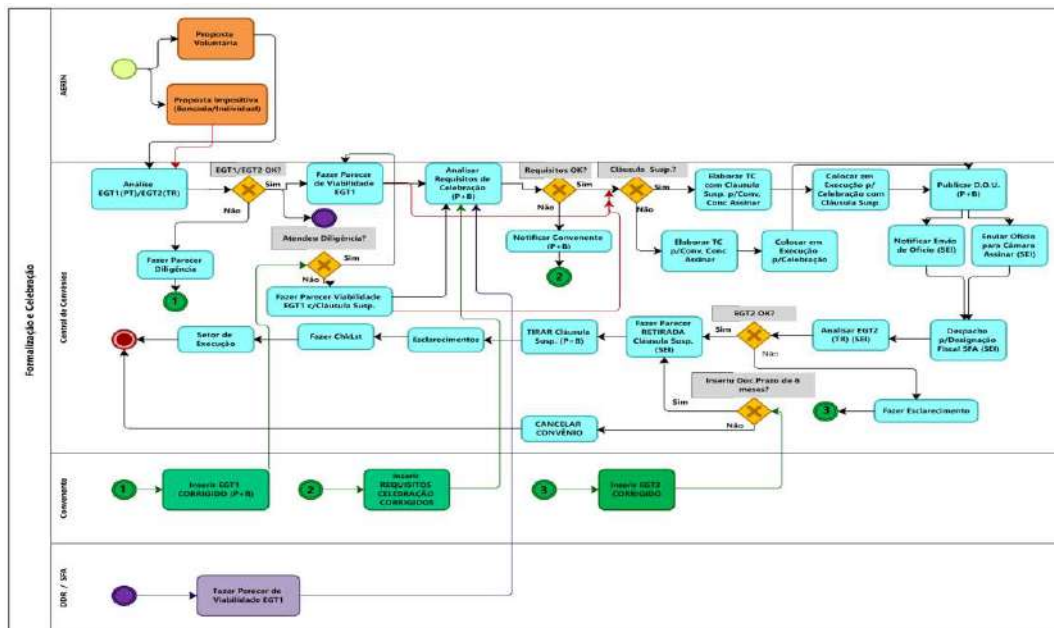 Formalização e Celebração
AERIN
Proposta
Voluntária
Proposta Impositiva
(Bancada/Individual)
Central de Convênios
Análise
EGT1(PT)/EGT2(TR)
EGT1/EGT2 OK?
Sim
Não
Fazer Parecer
de Viabilidade
EGT1
Analisar
Requisitos de
Celebração
(P+B)
Requisitos OK?
Sim
Não
Cláusula Susp.?
Sim
Não
Elaborar TC
com Cláusula
Susp. p/Conv,
Conc Assinar
Colocar em
Execução p/
Celebração com
Cláusula Susp.
Publicar D.O.U.
(P+B)
Fazer Parecer
Diligência
1
Atendeu Diligência?
Sim
Não
Fazer Parecer Viabilidade
EGT1 c/Cláusula Susp.
Notificar Convenente
(P+B)
2
Elaborar TC
p/Conv. Conc
Assinar
Colocar em
Execução
p/Celebração
Notificar Envio
de Ofício (SEI)
Enviar Ofício
para Câmara
Assinar (SEI)
Setor de
Execução
Fazer ChkLst
Esclarecimentos
TIRAR Cláusula
Susp. (P+B)
Fazer Parecer
RETIRADA
Cláusula Susp.
(SEI)
EGT2 OK?
Sim
Não
Analisar EGT2
(TR) (SEI)
Despacho
p/Designação
Fiscal SFA (SEI)
Inseriu Doc Prazo de 6
meses?
Sim
Não
3
Fazer Esclarecimento
CANCELAR
CONVÊNIO
Convenente
1
Inserir EGT1
CORRIGIDO (P+B)
2
Inserir
REQUISITOS
CELEBRAÇÃO
CORRIGIDOS
3
Inserir EGT2
CORRIGIDO
DDR / SFA
Fazer Parecer de
Viabilidade EGT1